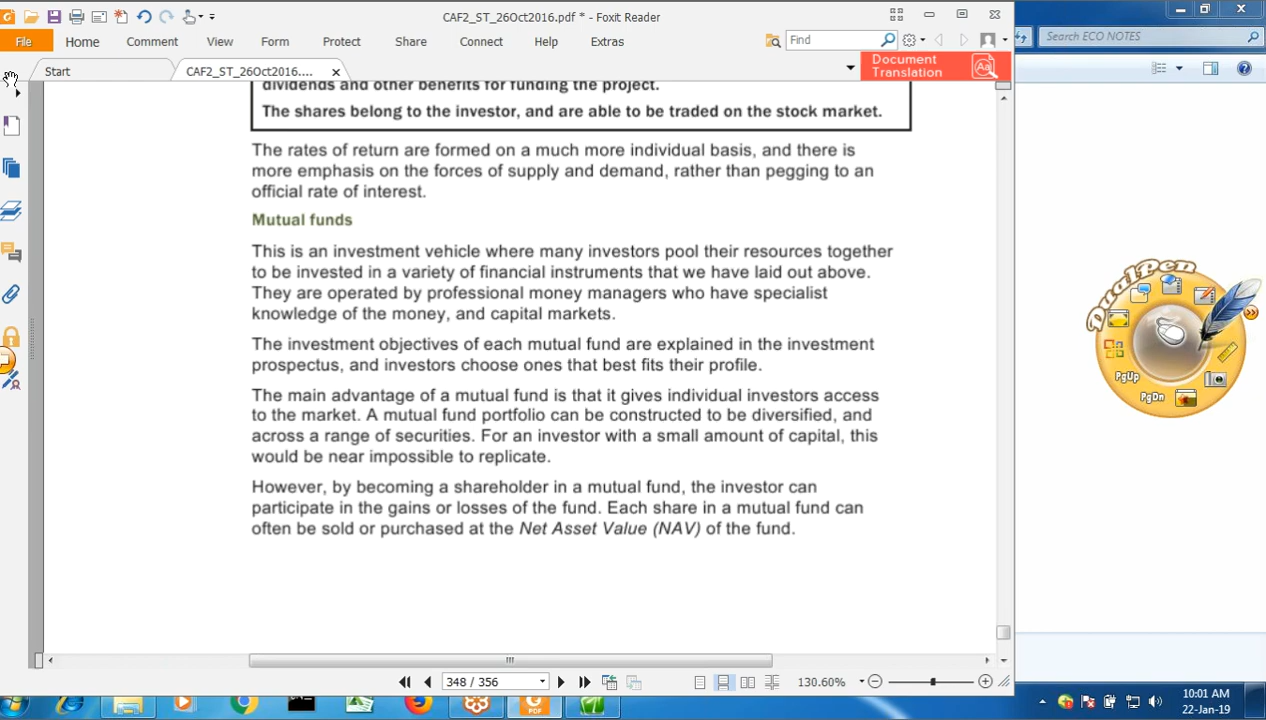 CAF2_ST_26Oct2016.pdf * - Foxit Reader
File Home Comment View Form Protect Share Connect Help Extras
Find
Search ECO NOTES
Start
CAF2_ST_26Oct2016....
Document
Translation
dividends and other benefits for funding the project.
The shares belong to the investor, and are able to be traded on the stock market.
The rates of return are formed on a much more individual basis, and there is
more emphasis on the forces of supply and demand, rather than pegging to an
official rate of interest.
Mutual funds
This is an investment vehicle where many investors pool their resources together
to be invested in a variety of financial instruments that we have laid out above.
They are operated by professional money managers who have specialist
knowledge of the money, and capital markets.
The investment objectives of each mutual fund are explained in the investment
prospectus, and investors choose ones that best fits their profile.
The main advantage of a mutual fund is that it gives individual investors access
to the market. A mutual fund portfolio can be constructed to be diversified, and
across a range of securities. For an investor with a small amount of capital, this
would be near impossible to replicate.
However, by becoming a shareholder in a mutual fund, the investor can
participate in the gains or losses of the fund. Each share in a mutual fund can
often be sold or purchased at the Net Asset Value (NAV) of the fund.
DualPen
PgUp
PgDn
348 / 356
130.60%
PDF
10:01 AM
22-Jan-19